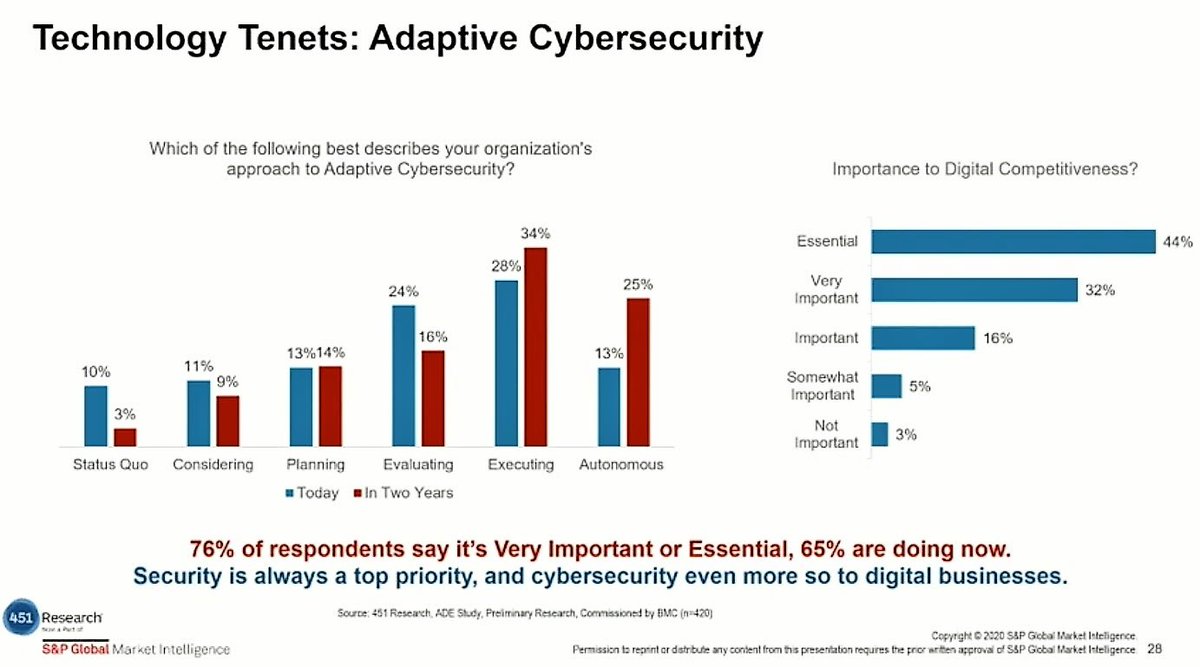 Technology Tenets: Adaptive Cybersecurity
Which of the following best describes your organization's
approach to Adaptive Cybersecurity?
34%
28%
24%
25%
16%
13%
14%
13%
10%
11%
9%
3%
Status Quo
Considering
Planning
Evaluating
Executing
Autonomous
Today
In Two Years
Importance to Digital Competitiveness?
Essential
44%
Very
Important
32%
Important
16%
Somewhat
Important
5%
Not
Important
3%
76% of respondents say it's Very Important or Essential, 65% are doing now.
Security is always a top priority, and cybersecurity even more so to digital businesses.
451 Research
Now a Part of
S&P Global Market Intelligence
Source: 451 Research, ADE Study, Preliminary Research, Commissioned by BMC (n=420)
Copyright © 2020 S&P Global Market Intelligence.
Permission to reprint or distribute any content from this presentation requires the prior written approval of S&P Global Market Intelligence. 28